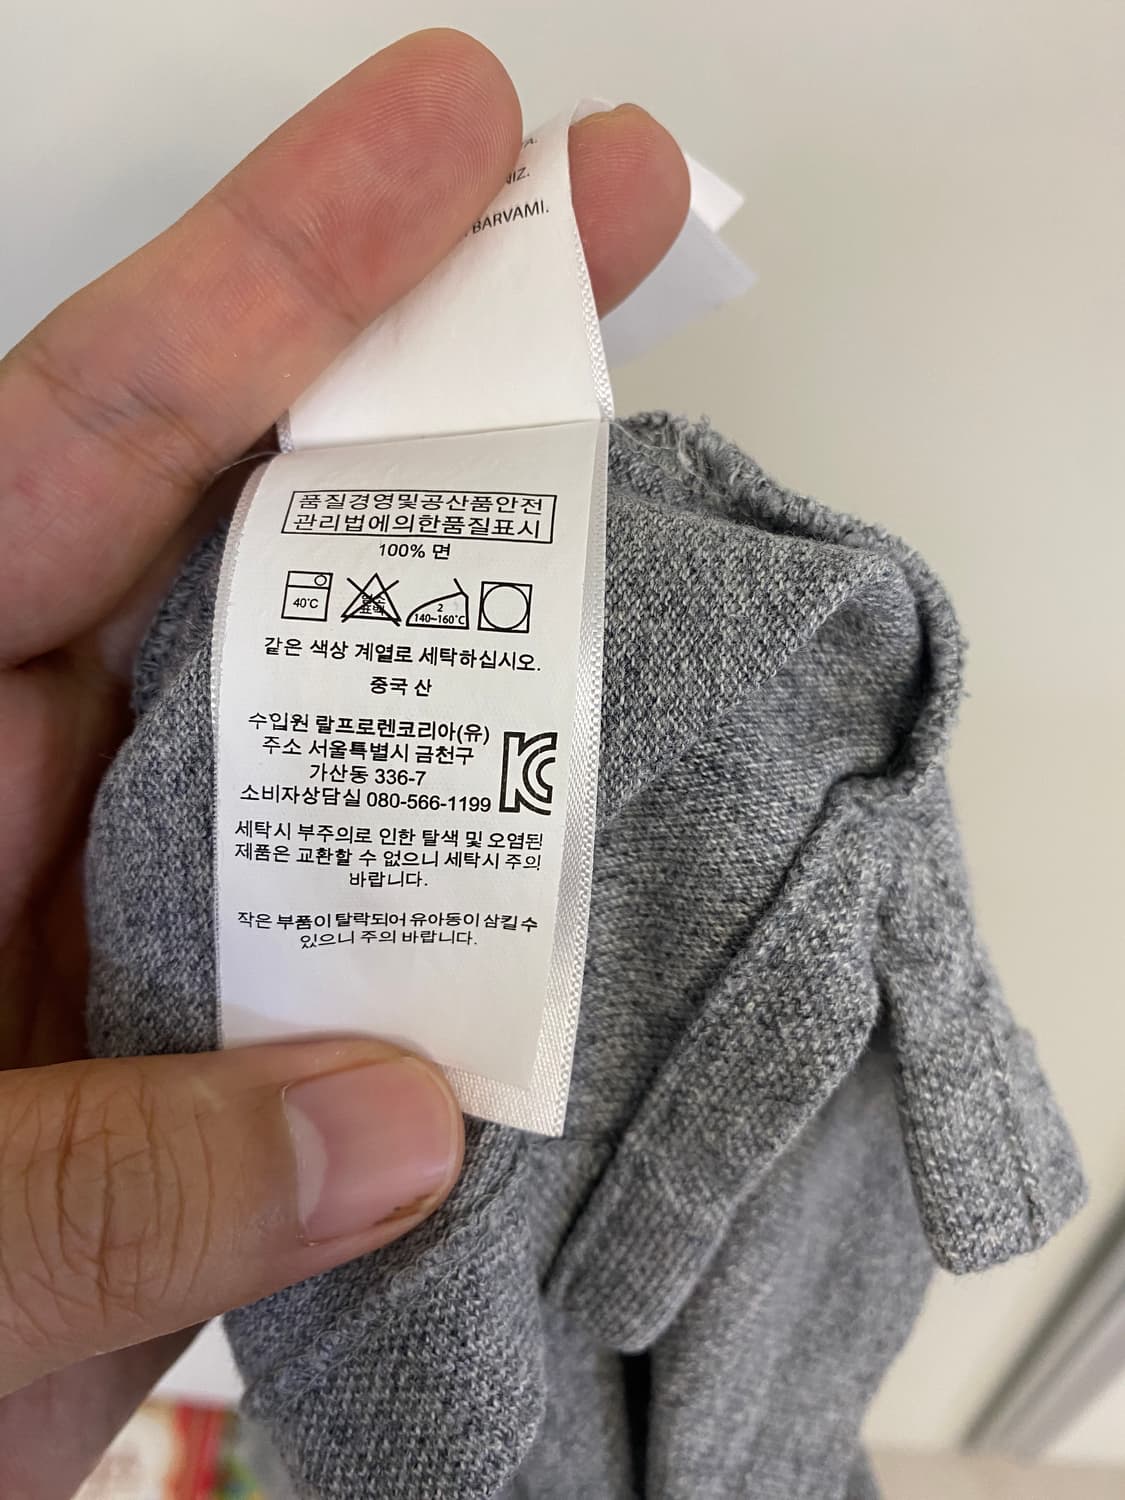 BARVAMI.
품질경영및공산품안전
관리법에의한품질표시
100% 면
40°C
염소
표백
2
140~160°C
같은 색상 계열로 세탁하십시오.
중국 산
수입원 랄프로렌코리아(유)
주소 서울특별시 금천구
가산동 336-7
소비자상담실 080-566-1199
세탁시 부주의로 인한 탈색 및 오염된
제품은 교환할 수 없으니 세탁시 주의
바랍니다.
작은 부품이 탈락되어 유아동이 삼킬 수
있으니 주의 바랍니다.